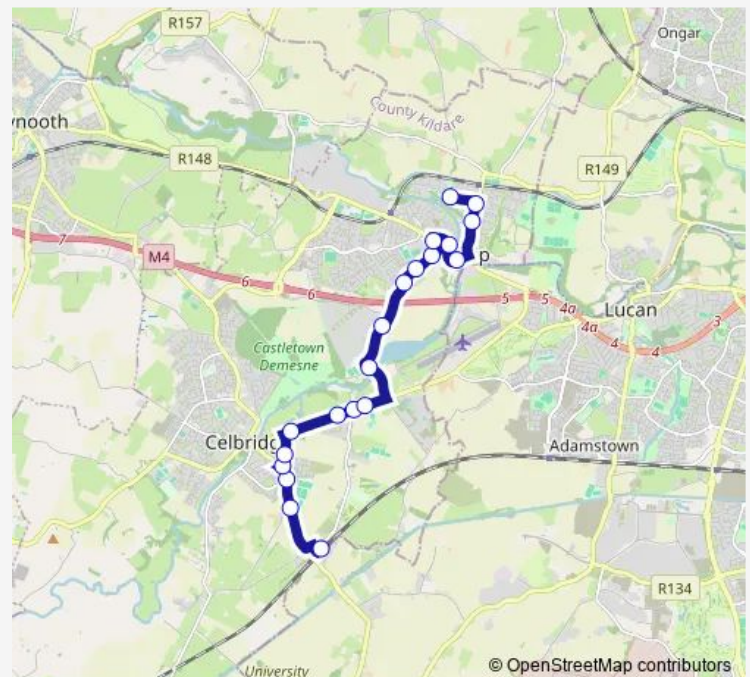 R157
Ongar
ynooth
County Kildare
R148
R149
7
M4
p
6
6
5
5
4a
Lucan
4a
3
4
4
Castletown
Demesne
Celbridg
Adamstown
R134
University
© OpenStreetMap contributors